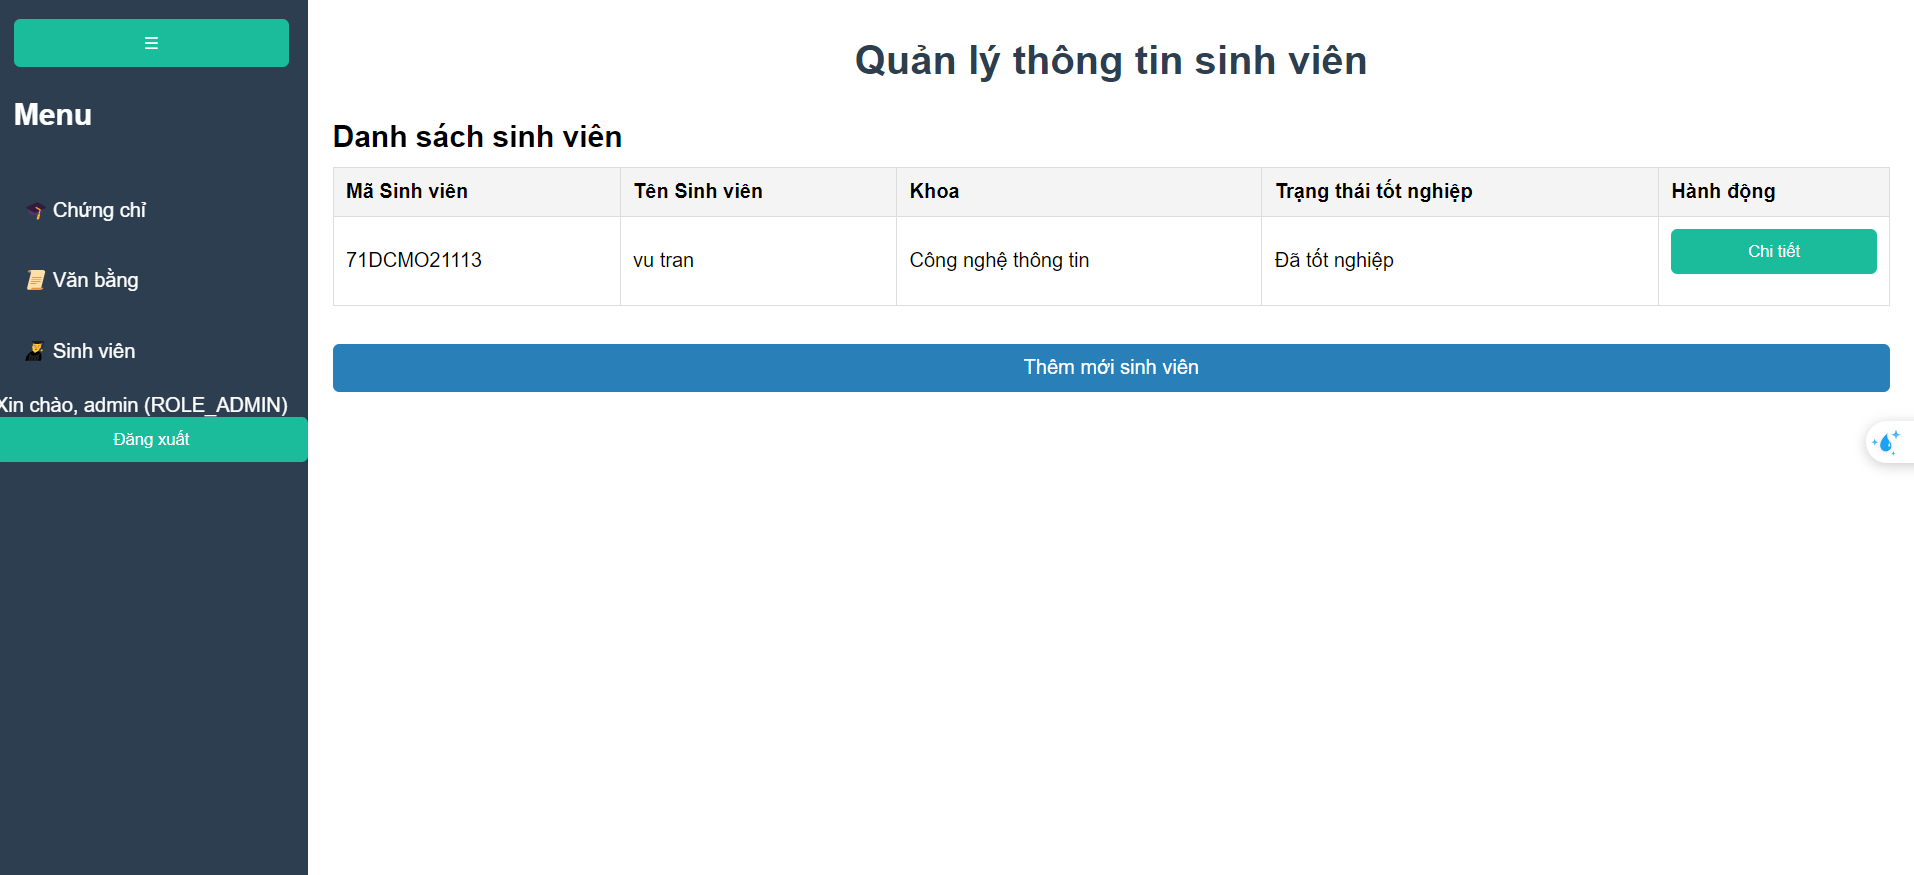 ☰
Menu
🎓 Chứng chỉ
📜 Văn bằng
👩‍🎓 Sinh viên
Xin chào, admin (ROLE_ADMIN)
Đăng xuất
Quản lý thông tin sinh viên
Danh sách sinh viên
Mã Sinh viên Tên Sinh viên Khoa Trạng thái tốt nghiệp Hành động
71DCMO21113 vu tran Công nghệ thông tin Đã tốt nghiệp Chi tiết
Thêm mới sinh viên